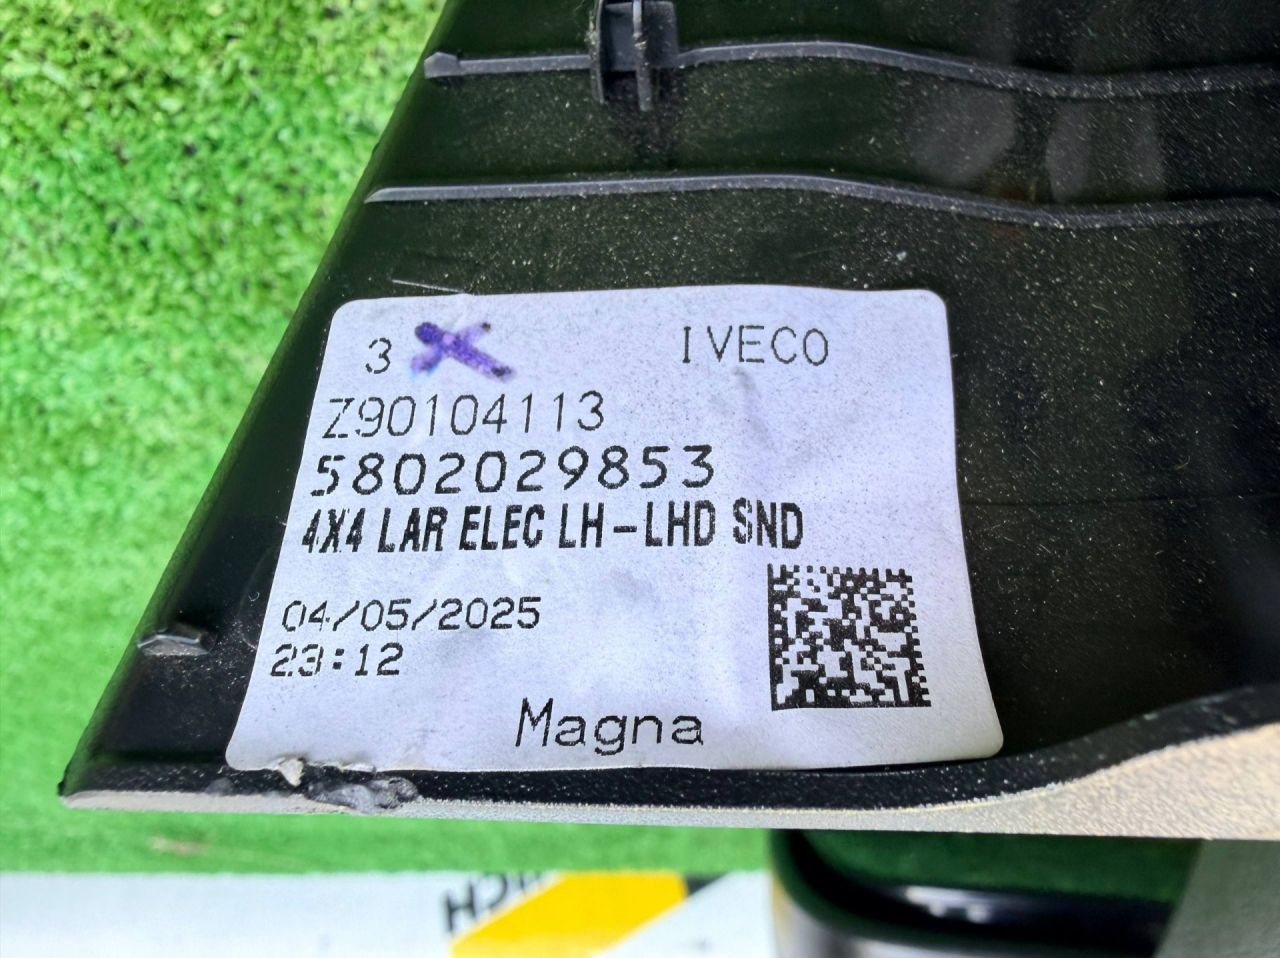 3 IVECO
Z90104113
5802029853
4X4 LAR ELEC LH-LHD SND
04/05/2025
23:12
Magna